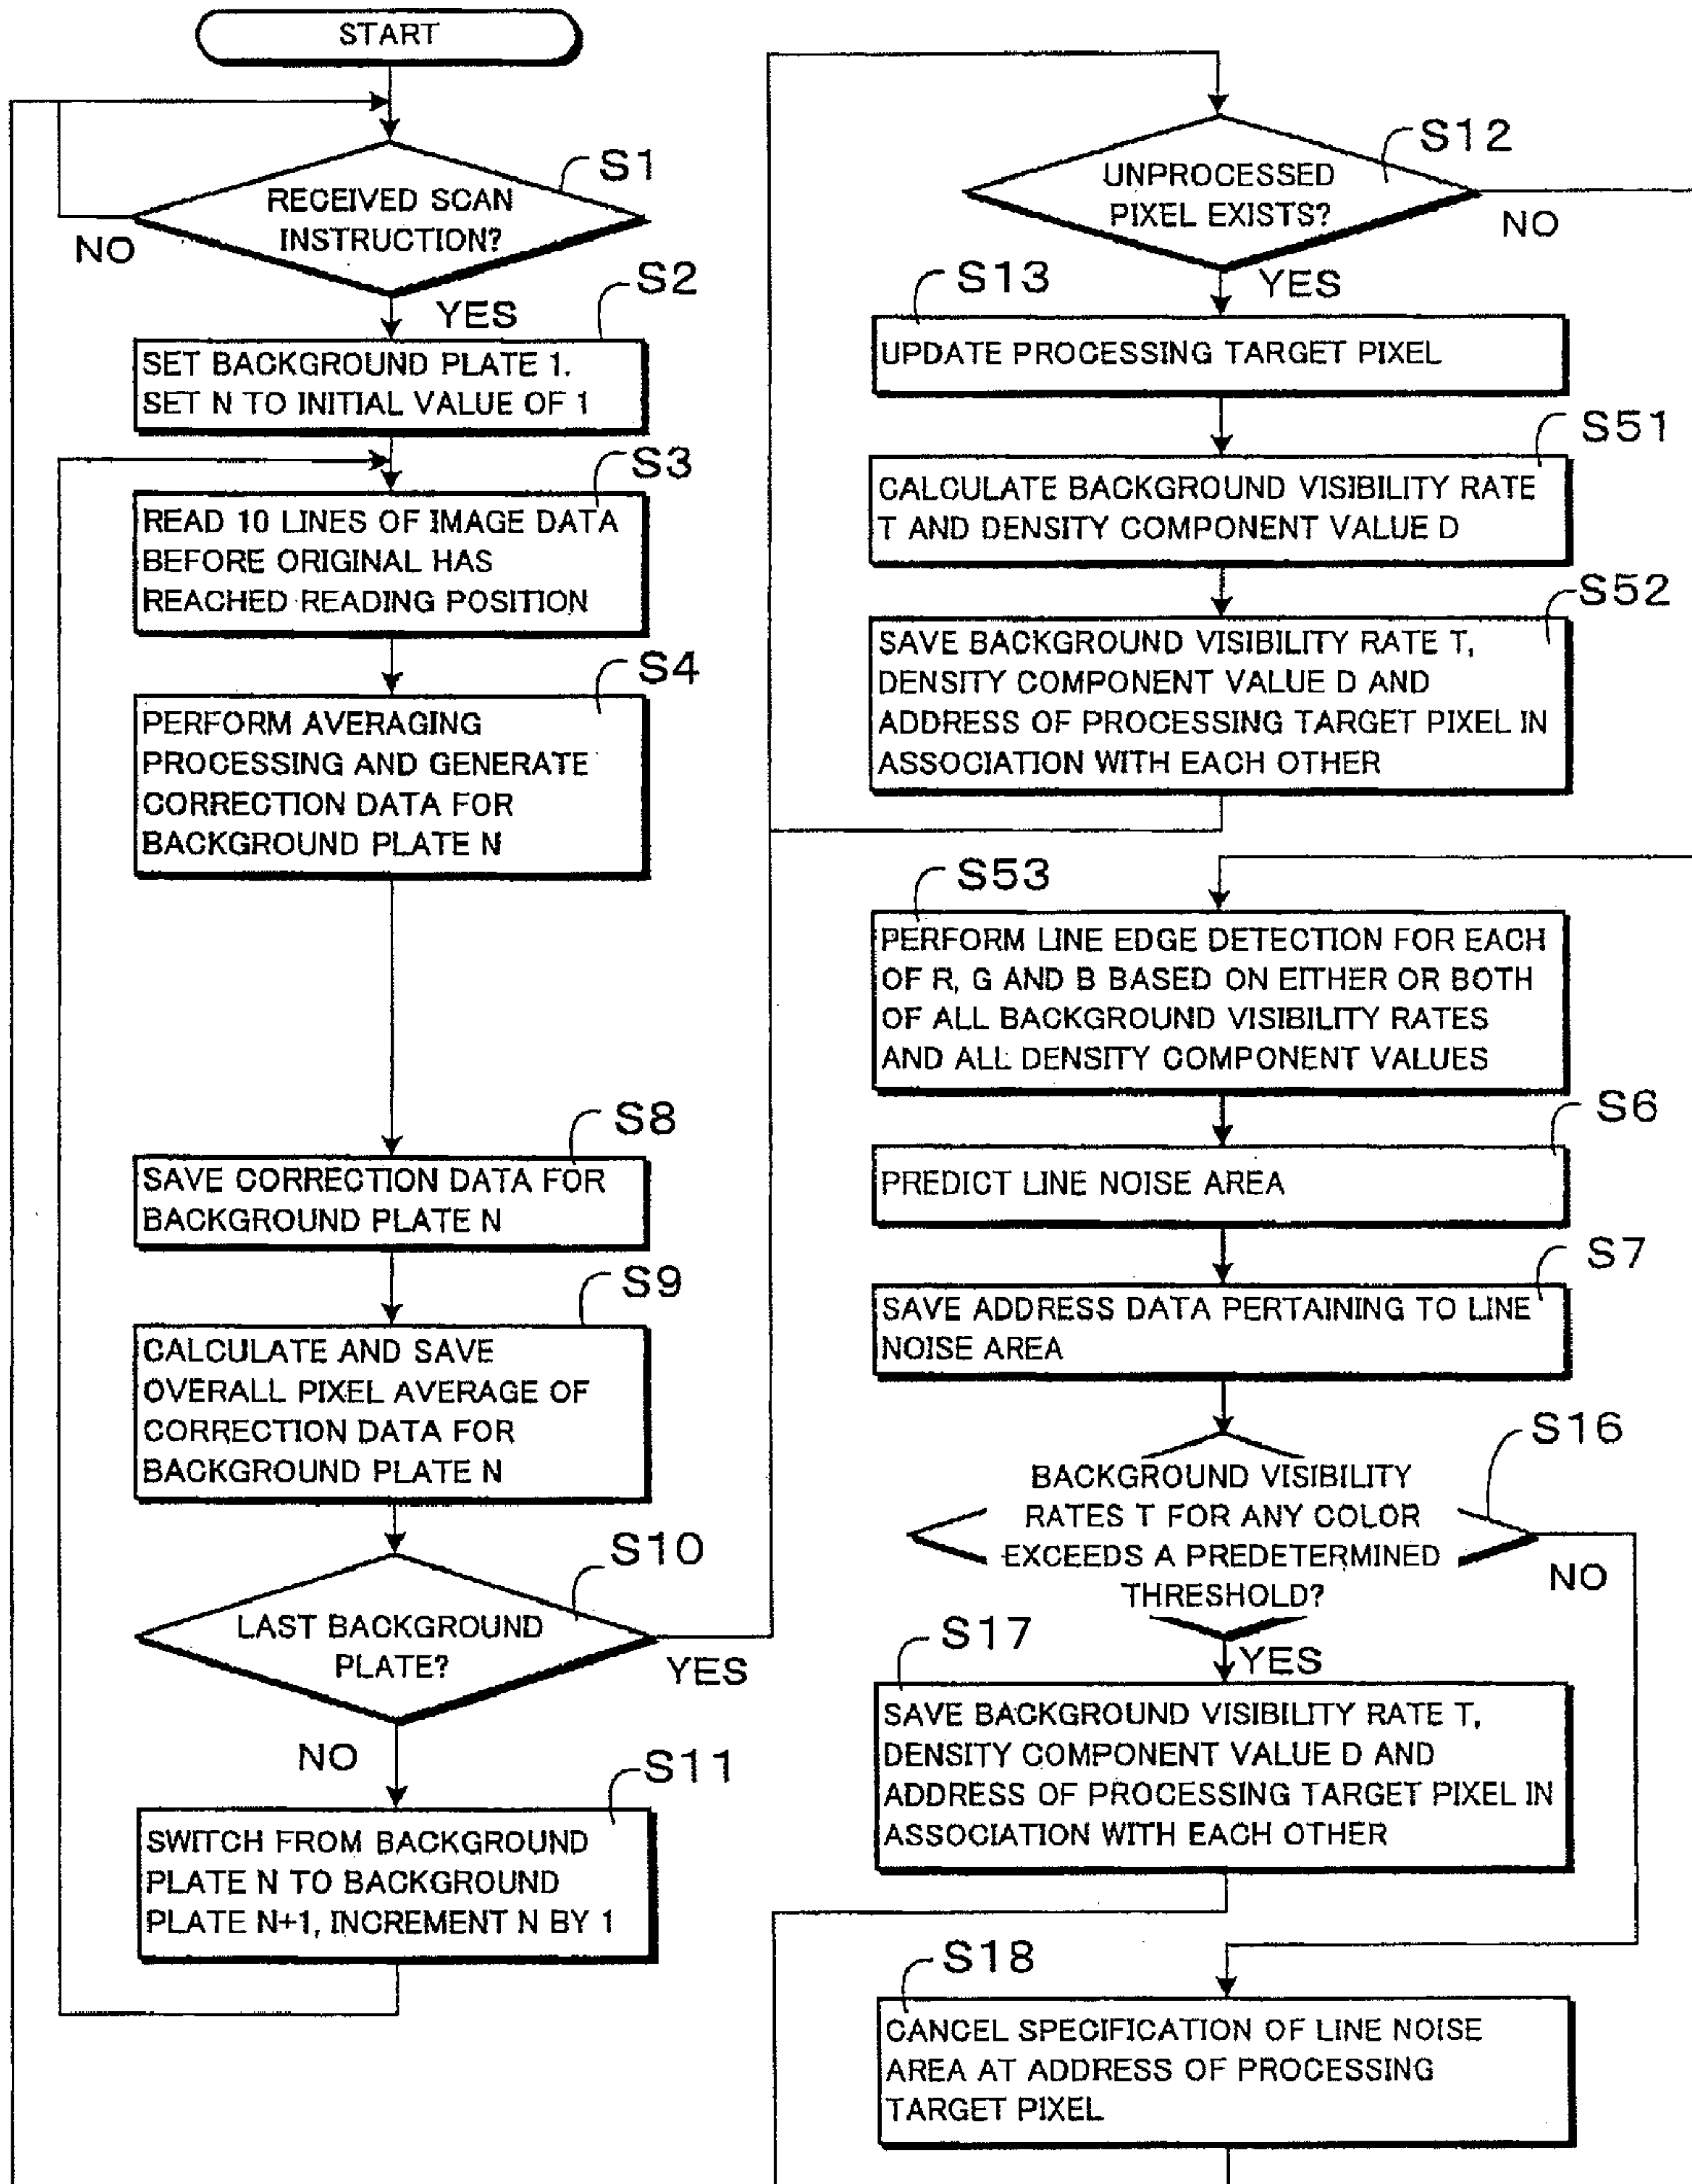 START
S1
RECEIVED SCAN
INSTRUCTION?
NO
YES
S2
SET BACKGROUND PLATE 1.
SET N TO INITIAL VALUE OF 1
S3
READ 10 LINES OF IMAGE DATA
BEFORE ORIGINAL HAS
REACHED READING POSITION
S4
PERFORM AVERAGING
PROCESSING AND GENERATE
CORRECTION DATA FOR
BACKGROUND PLATE N
S8
SAVE CORRECTION DATA FOR
BACKGROUND PLATE N
S9
CALCULATE AND SAVE
OVERALL PIXEL AVERAGE OF
CORRECTION DATA FOR
BACKGROUND PLATE N
S10
LAST BACKGROUND
PLATE?
YES
NO
S11
SWITCH FROM BACKGROUND
PLATE N TO BACKGROUND
PLATE N+1, INCREMENT N BY 1
S12
UNPROCESSED
PIXEL EXISTS?
NO
YES
S13
UPDATE PROCESSING TARGET PIXEL
S51
CALCULATE BACKGROUND VISIBILITY RATE
T AND DENSITY COMPONENT VALUE D
S52
SAVE BACKGROUND VISIBILITY RATE T,
DENSITY COMPONENT VALUE D AND
ADDRESS OF PROCESSING TARGET PIXEL IN
ASSOCIATION WITH EACH OTHER
S53
PERFORM LINE EDGE DETECTION FOR EACH
OF R, G AND B BASED ON EITHER OR BOTH
OF ALL BACKGROUND VISIBILITY RATES
AND ALL DENSITY COMPONENT VALUES
S6
PREDICT LINE NOISE AREA
S7
SAVE ADDRESS DATA PERTAINING TO LINE
NOISE AREA
S16
BACKGROUND VISIBILITY
RATES T FOR ANY COLOR
EXCEEDS A PREDETERMINED
THRESHOLD?
NO
YES
S17
SAVE BACKGROUND VISIBILITY RATE T,
DENSITY COMPONENT VALUE D AND
ADDRESS OF PROCESSING TARGET PIXEL IN
ASSOCIATION WITH EACH OTHER
S18
CANCEL SPECIFICATION OF LINE NOISE
AREA AT ADDRESS OF PROCESSING
TARGET PIXEL